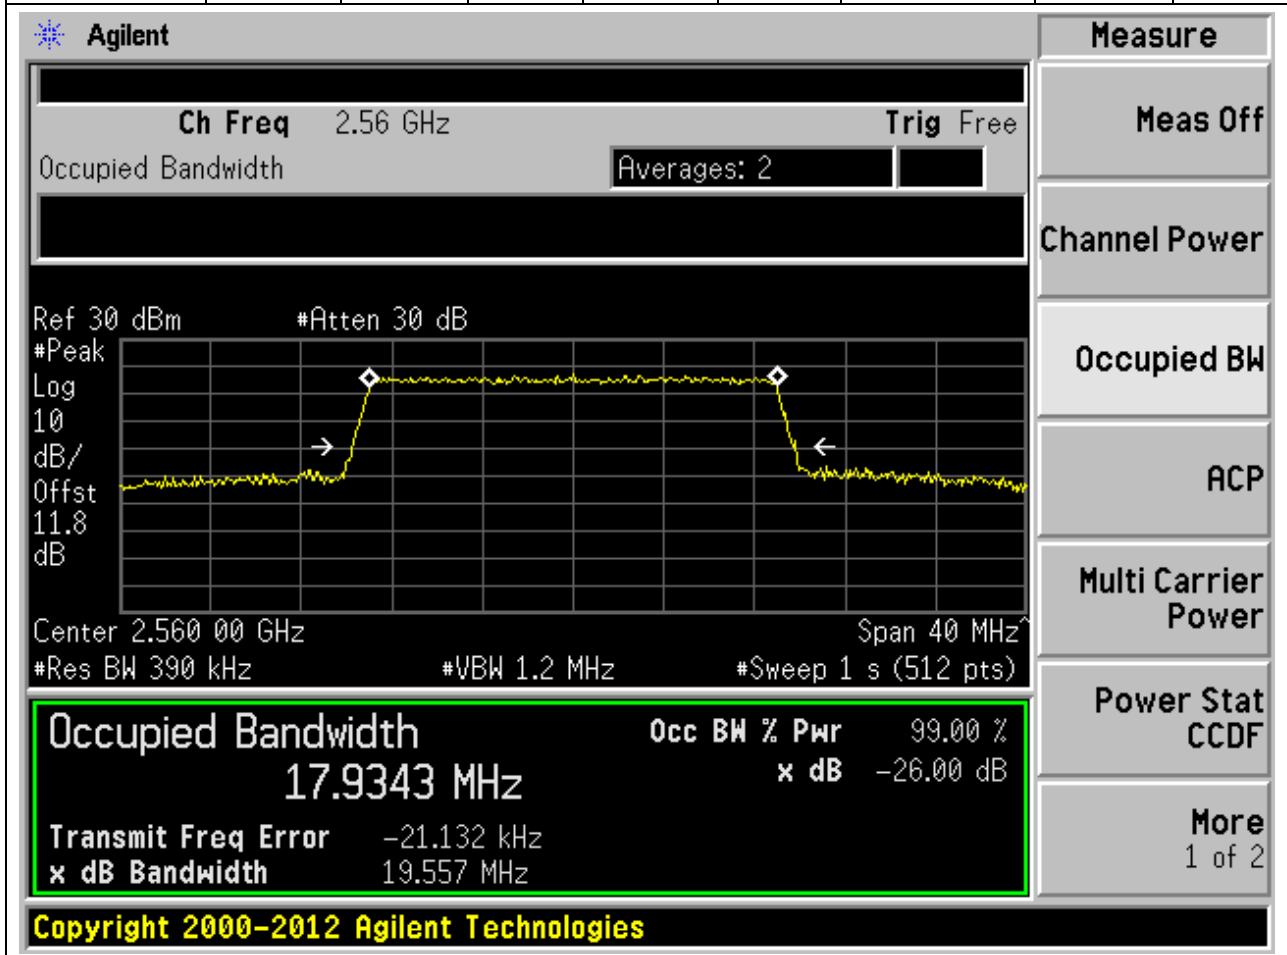 Agilent
Measure
Ch Freq 2.56 GHz Trig Free
Meas Off
Occupied Bandwidth Averages: 2
Channel Power
Ref 30 dBm #Atten 30 dB
#Peak
Log
10
dB/
Offst
11.8
dB
Occupied BW
ACP
Center 2.560 00 GHz Span 40 MHz^
#Res BW 390 kHz #VBW 1.2 MHz #Sweep 1 s (512 pts)
Multi Carrier
Power
Occupied Bandwidth Occ BW % Pwr 99.00 %
17.9343 MHz x dB -26.00 dB
Transmit Freq Error -21.132 kHz
x dB Bandwidth 19.557 MHz
Power Stat
CCDF
More
1 of 2
Copyright 2000-2012 Agilent Technologies